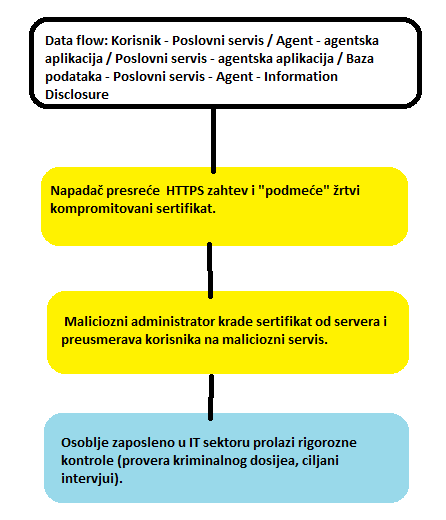 Data flow: Korisnik - Poslovni servis / Agent - agentska
aplikacija / Poslovni servis - agentska aplikacija / Baza
podataka - Poslovni servis - Agent - Information
Disclosure
Napadač presreće HTTPS zahtev i "podmeće" žrtvi
kompromitovani sertifikat.
Maliciozni administrator krade sertifikat od servera i
preusmerava korisnika na maliciozni servis.
Osoblje zaposleno u IT sektoru prolazi rigorozne
kontrole (provera kriminalnog dosijea, ciljani
intervjui).